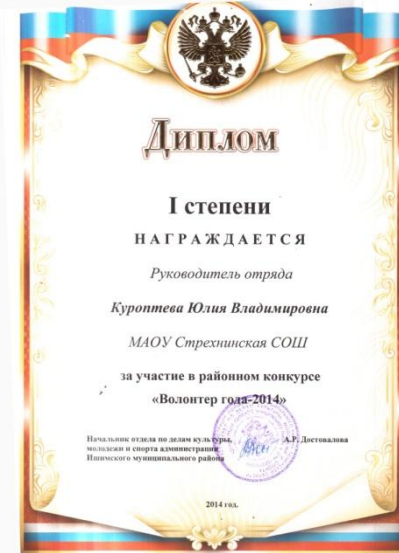 Диплом
I степени
НАГРАЖДАЕТСЯ
Руководитель отряда
Куроптева Юлия Владимировна
МАОУ Стрехнинская СОШ
за участие в районном конкурсе
«Волонтер года-2014»
Начальник отдела по делам культуры, А.Р. Достовалова
молодежи и спорта администрации
Ишимского муниципального района
2014 год.